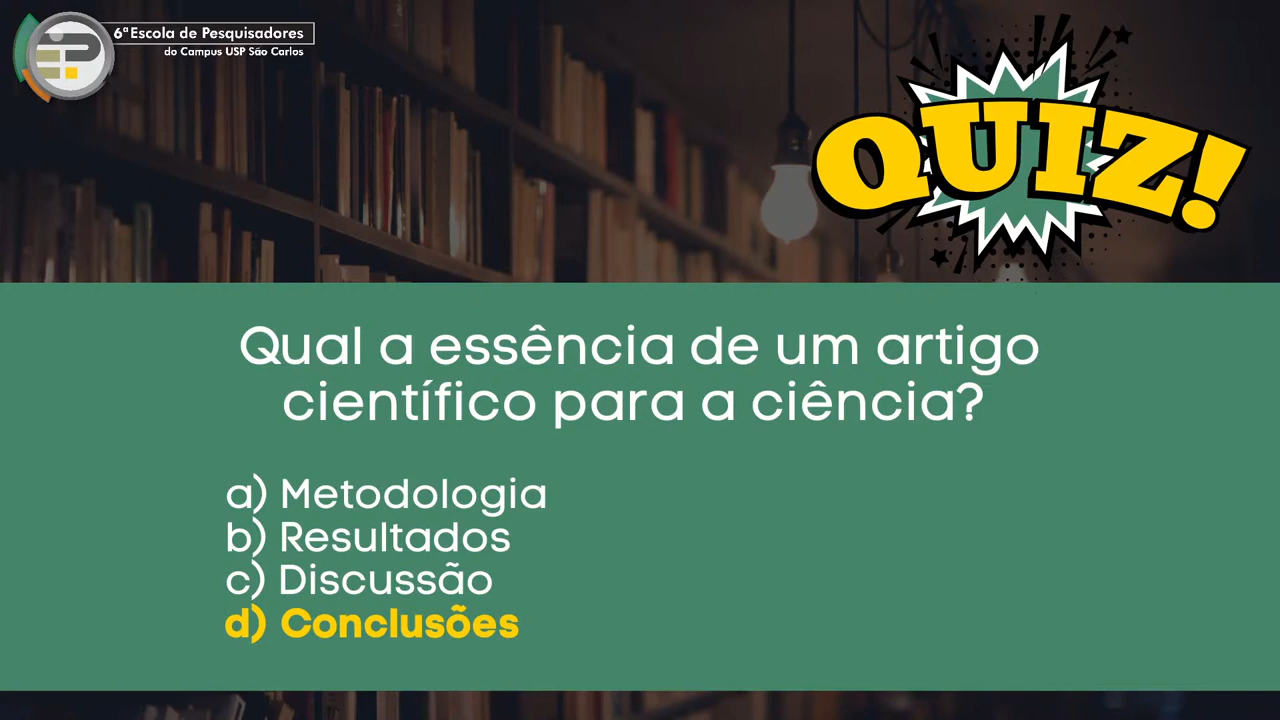 6ª Escola de Pesquisadores
do Campus USP São Carlos
QUIZ!
Qual a essência de um artigo
científico para a ciência?
a) Metodologia
b) Resultados
c) Discussão
d) Conclusões